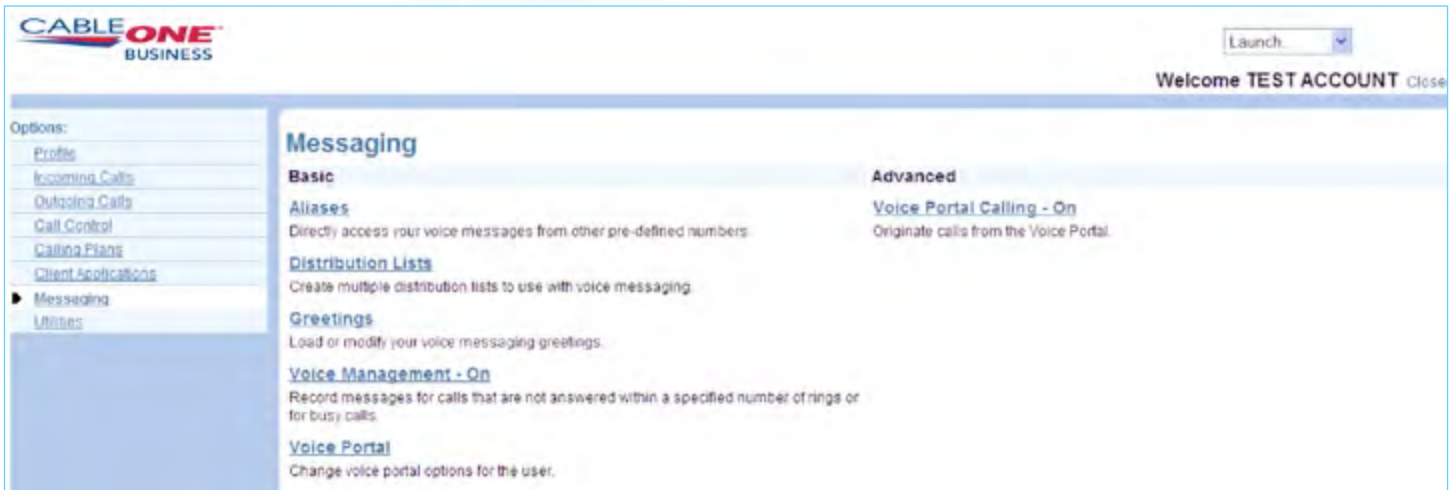 CABLEONE
BUSINESS
Launch
Welcome TEST ACCOUNT Close
Options:
Profile
Incoming Calls
Outgoing Calls
Call Control
Calling Plans
Client Applications
Messaging
Utilities
Messaging
Basic
Aliases
Directly access your voice messages from other pre-defined numbers.
Distribution Lists
Create multiple distribution lists to use with voice messaging.
Greetings
Load or modify your voice messaging greetings.
Voice Management - On
Record messages for calls that are not answered within a specified number of rings or
for busy calls.
Voice Portal
Change voice portal options for the user.
Advanced
Voice Portal Calling - On
Originate calls from the Voice Portal.